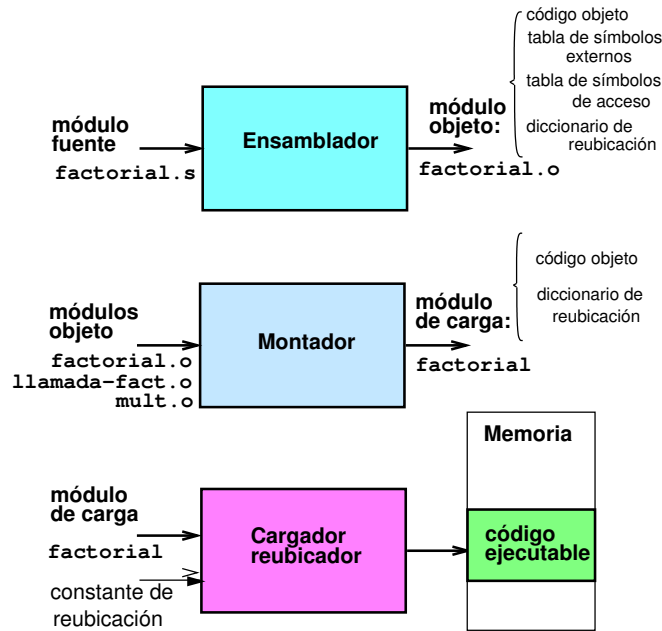 código objeto
tabla de símbolos
externos
tabla de símbolos
de acceso
diccionario de
reubicación
módulo
fuente
factorial.s
Ensamblador
módulo
objeto:
factorial.o
código objeto
diccionario de
reubicación
módulos
objeto
factorial.o
llamada-fact.o
mult.o
Montador
módulo
de carga:
factorial
Memoria
módulo
de carga
factorial
constante de
reubicación
Cargador
reubicador
código
ejecutable